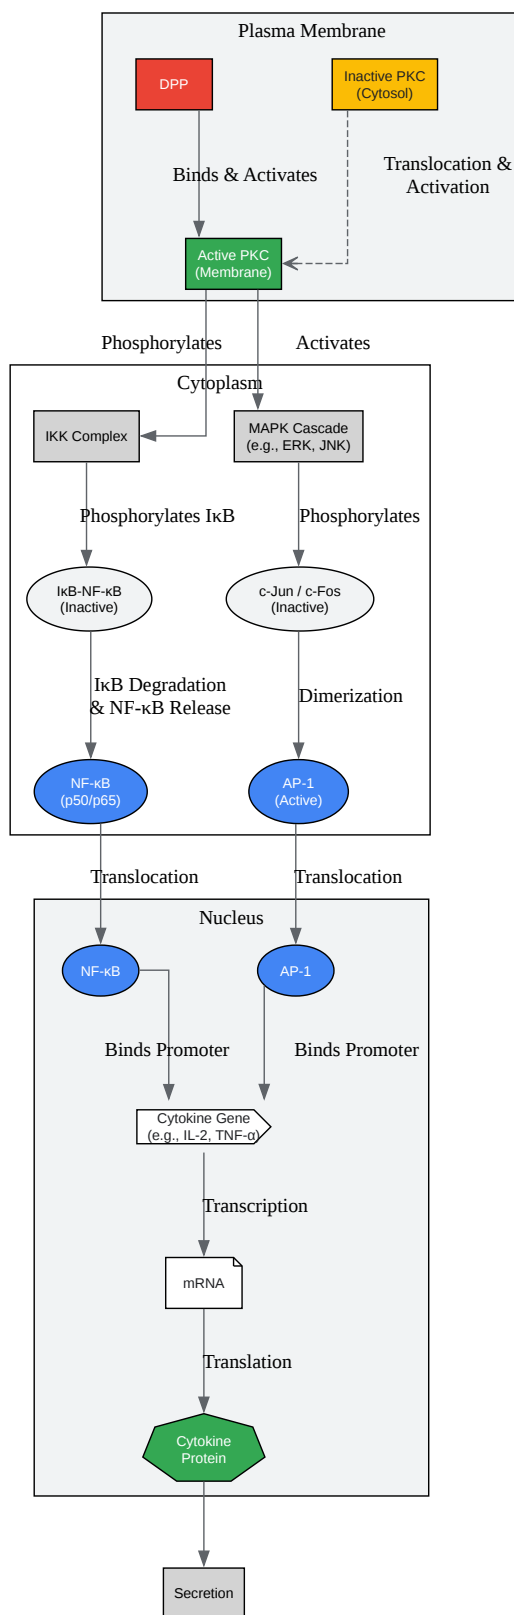 Plasma Membrane
DPP
Inactive PKC
(Cytosol)
Binds & Activates
Translocation &
Activation
Active PKC
(Membrane)
Phosphorylates
Activates
Cytoplasm
IKK Complex
MAPK Cascade
(e.g., ERK, JNK)
Phosphorylates IκB
Phosphorylates
IκB-NF-κB
(Inactive)
c-Jun / c-Fos
(Inactive)
IκB Degradation
& NF-κB Release
Dimerization
NF-κB
(p50/p65)
AP-1
(Active)
Translocation
Translocation
Nucleus
NF-κB
AP-1
Binds Promoter
Binds Promoter
Cytokine Gene
(e.g., IL-2, TNF-α)
Transcription
mRNA
Translation
Cytokine
Protein
Secretion